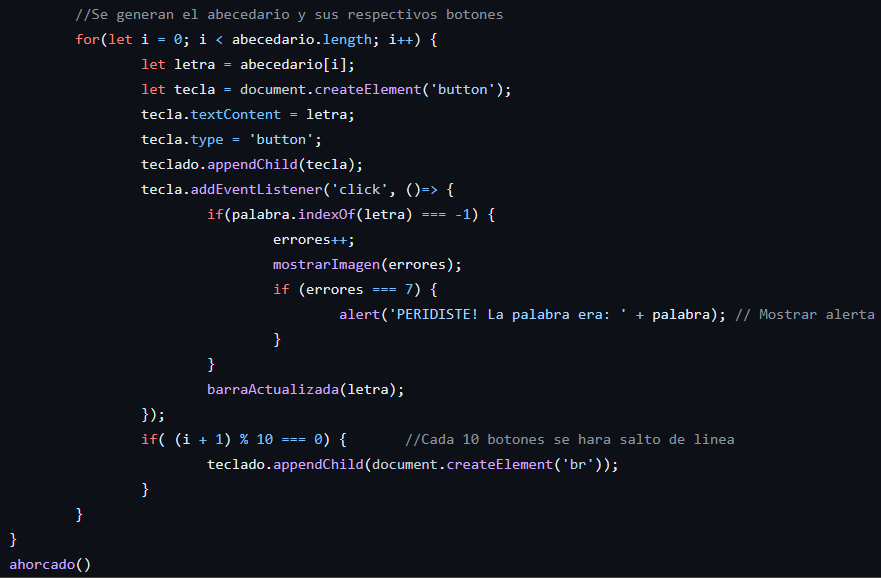 //Se generan el abecedario y sus respectivos botones
for(let i = 0; i < abecedario.length; i++) {
let letra = abecedario[i];
let tecla = document.createElement('button');
tecla.textContent = letra;
tecla.type = 'button';
teclado.appendChild(tecla);
tecla.addEventListener('click', ()=> {
if(palabra.indexOf(letra) === -1) {
errores++;
mostrarImagen(errores);
if (errores === 7) {
alert('PERIDISTE! La palabra era: ' + palabra); // Mostrar alerta
}
}
barraActualizada(letra);
});
if( (i + 1) % 10 === 0) { //Cada 10 botones se hara salto de linea
teclado.appendChild(document.createElement('br'));
}
}
}
ahorcado()